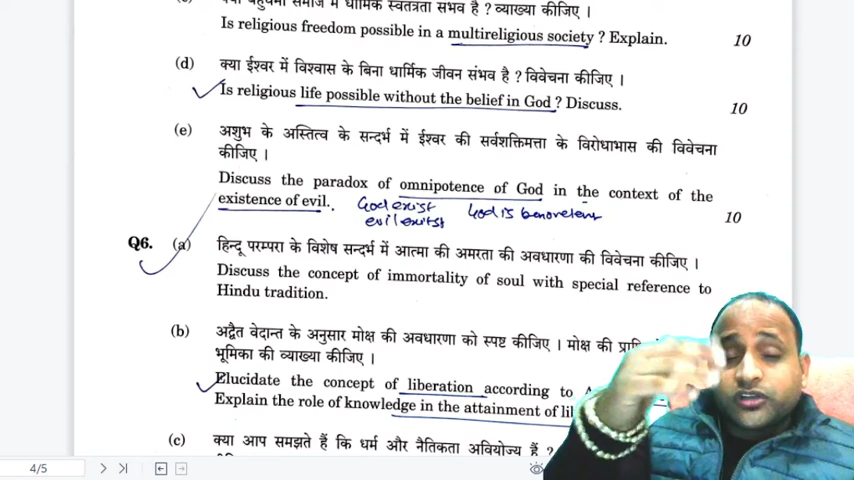 समाज में धार्मिक स्वतंत्रता संभव है ? व्याख्या कीजिए ।
Is religious freedom possible in a multireligious society ? Explain. 10
(d) क्या ईश्वर में विश्वास के बिना धार्मिक जीवन संभव है ? विवेचना कीजिए ।
Is religious life possible without the belief in God ? Discuss. 10
(e) अशुभ के अस्तित्व के सन्दर्भ में ईश्वर की सर्वशक्तिमत्ता के विरोधाभास की विवेचना
कीजिए ।
Discuss the paradox of omnipotence of God in the context of the
existence of evil. 10
God exist God is benovelent
evil exitst
Q6. (a) हिन्दू परम्परा के विशेष सन्दर्भ में आत्मा की अमरता की अवधारणा की विवेचना कीजिए ।
Discuss the concept of immortality of soul with special reference to
Hindu tradition.
(b) अद्वैत वेदान्त के अनुसार मोक्ष की अवधारणा को स्पष्ट कीजिए । मोक्ष की
भूमिका की व्याख्या कीजिए ।
Elucidate the concept of liberation according to
Explain the role of knowledge in the attainment of
(c) क्या आप समझते हैं कि धर्म और नैतिकता अवियोज्य हैं ?
4/5